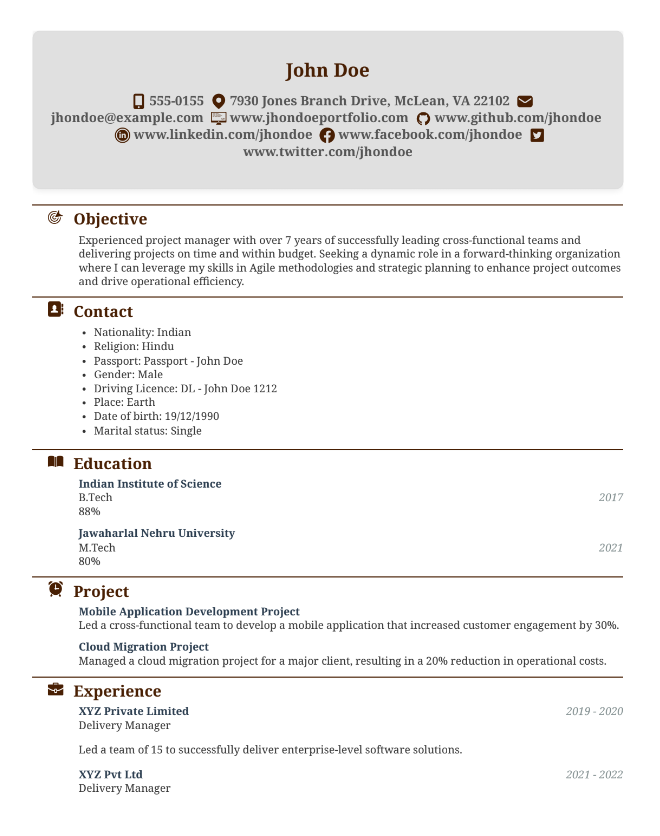 John Doe
555-0155 7930 Jones Branch Drive, McLean, VA 22102
jhondoe@example.com www.jhondoeportfolio.com www.github.com/jhondoe
www.linkedin.com/jhondoe www.facebook.com/jhondoe
www.twitter.com/jhondoe
Objective
Experienced project manager with over 7 years of successfully leading cross-functional teams and
delivering projects on time and within budget. Seeking a dynamic role in a forward-thinking organization
where I can leverage my skills in Agile methodologies and strategic planning to enhance project outcomes
and drive operational efficiency.
Contact
• Nationality: Indian
• Religion: Hindu
• Passport: Passport - John Doe
• Gender: Male
• Driving Licence: DL - John Doe 1212
• Place: Earth
• Date of birth: 19/12/1990
• Marital status: Single
Education
Indian Institute of Science
B.Tech 2017
88%
Jawaharlal Nehru University
M.Tech 2021
80%
Project
Mobile Application Development Project
Led a cross-functional team to develop a mobile application that increased customer engagement by 30%.
Cloud Migration Project
Managed a cloud migration project for a major client, resulting in a 20% reduction in operational costs.
Experience
XYZ Private Limited 2019 - 2020
Delivery Manager
Led a team of 15 to successfully deliver enterprise-level software solutions.
XYZ Pvt Ltd 2021 - 2022
Delivery Manager